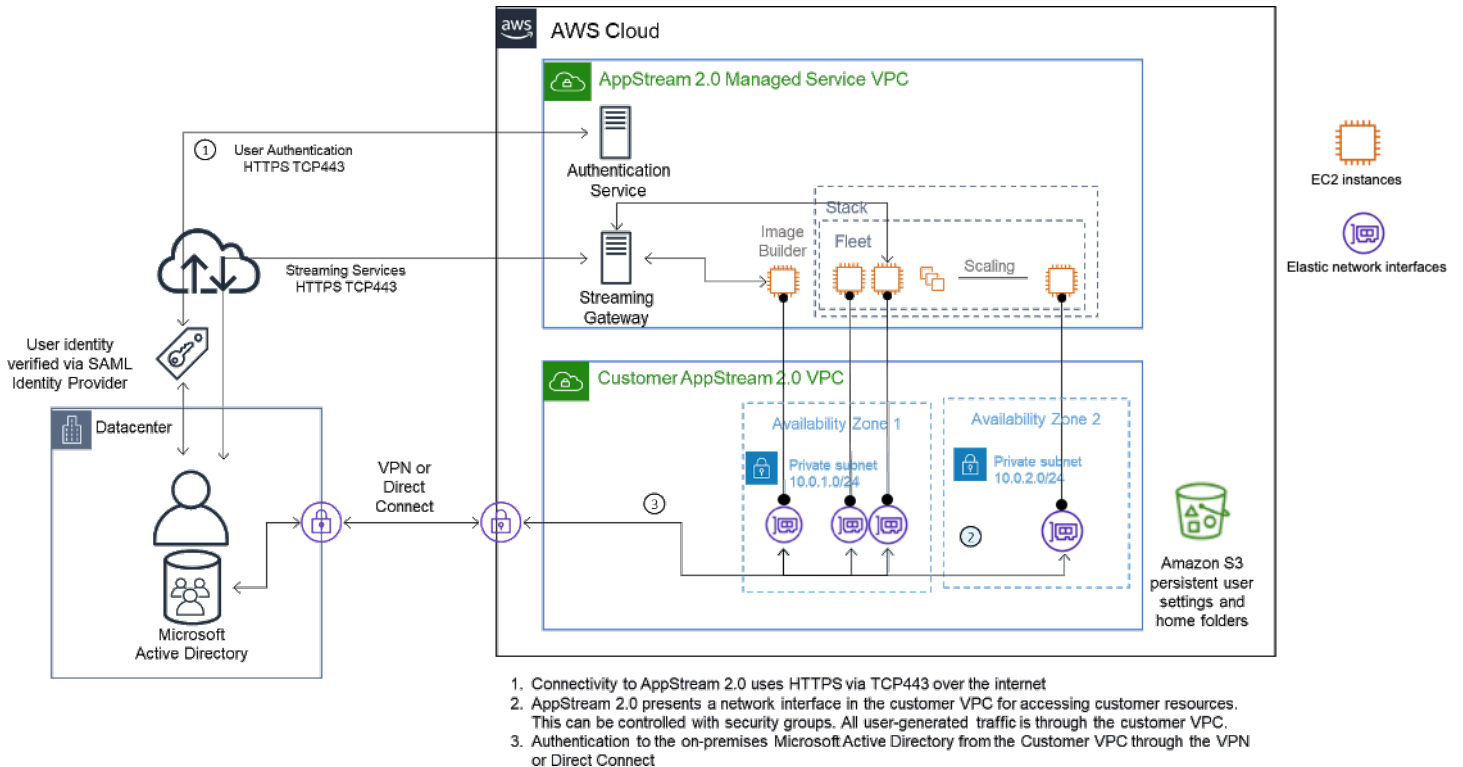 aws
AWS Cloud
AppStream 2.0 Managed Service VPC
1
User Authentication
HTTPS TCP443
Authentication
Service
Stack
Image
Builder
Fleet
Scaling
Streaming Services
HTTPS TCP443
Streaming
Gateway
EC2 instances
Elastic network interfaces
User identity
verified via SAML
Identity Provider
Customer AppStream 2.0 VPC
Datacenter
Availability Zone 1
Availability Zone 2
Private subnet
10.0.1.0/24
Private subnet
10.0.2.0/24
VPN or
Direct
Connect
3
2
Amazon S3
persistent user
settings and
home folders
Microsoft
Active Directory
1. Connectivity to AppStream 2.0 uses HTTPS via TCP443 over the internet
2. AppStream 2.0 presents a network interface in the customer VPC for accessing customer resources.
This can be controlled with security groups. All user-generated traffic is through the customer VPC.
3. Authentication to the on-premises Microsoft Active Directory from the Customer VPC through the VPN
or Direct Connect